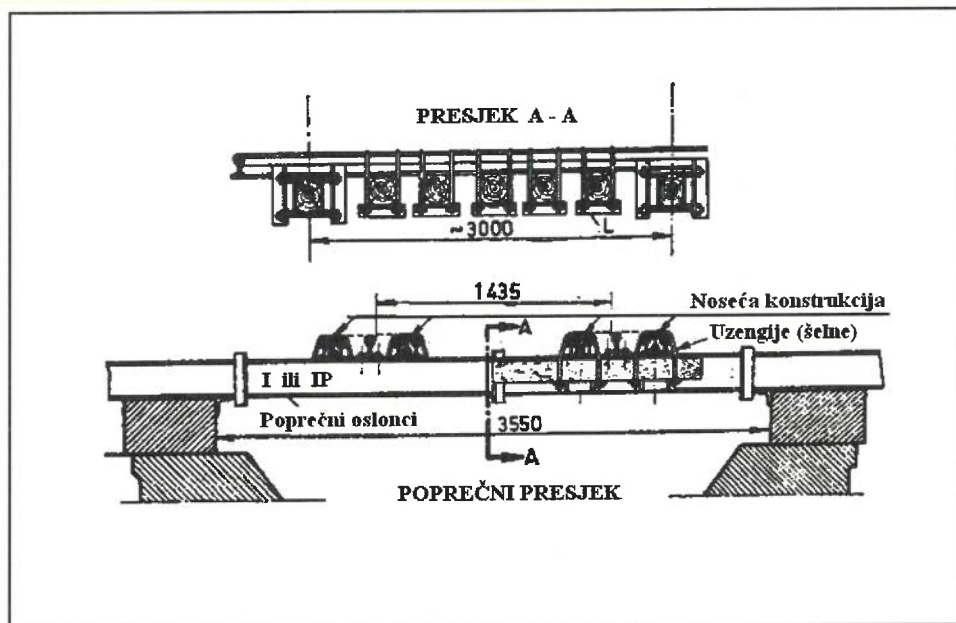 PRESJEK A - A
L
~3000
1435
Noseća konstrukcija
A
Uzengije (šelne)
I ili IP
Poprečni oslonci
3550
A
POPREČNI PRESJEK